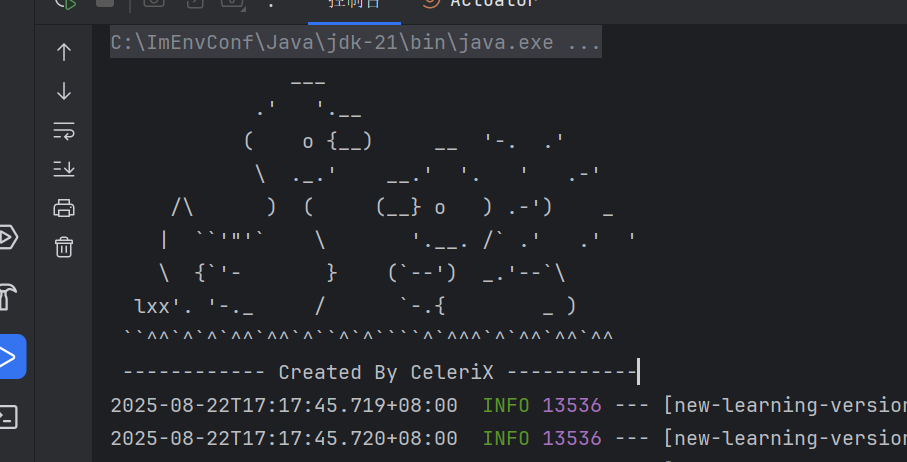 控制台 Actuator
C:\ImEnvConf\Java\jdk-21\bin\java.exe ...
               ___
            .'   '.__
           (    o {__)     __  '-.  .'
            \  ._.'    __.'  '.   '   .-'
     /\      )  (     (__} o   ) .-')    _
    |  ``'"'`    \       '.__. /` .'   .'  '
    \  {`'-       }    (`--')  _.'--`\
  lxx'. '-._     /      `-.{        _ )
 ``^^`^`^`^^`^^`^``^`^````^`^^^`^`^^`^^`^^
 ------------ Created By CeleriX -----------
2025-08-22T17:17:45.719+08:00  INFO 13536 --- [new-learning-version
2025-08-22T17:17:45.720+08:00  INFO 13536 --- [new-learning-version